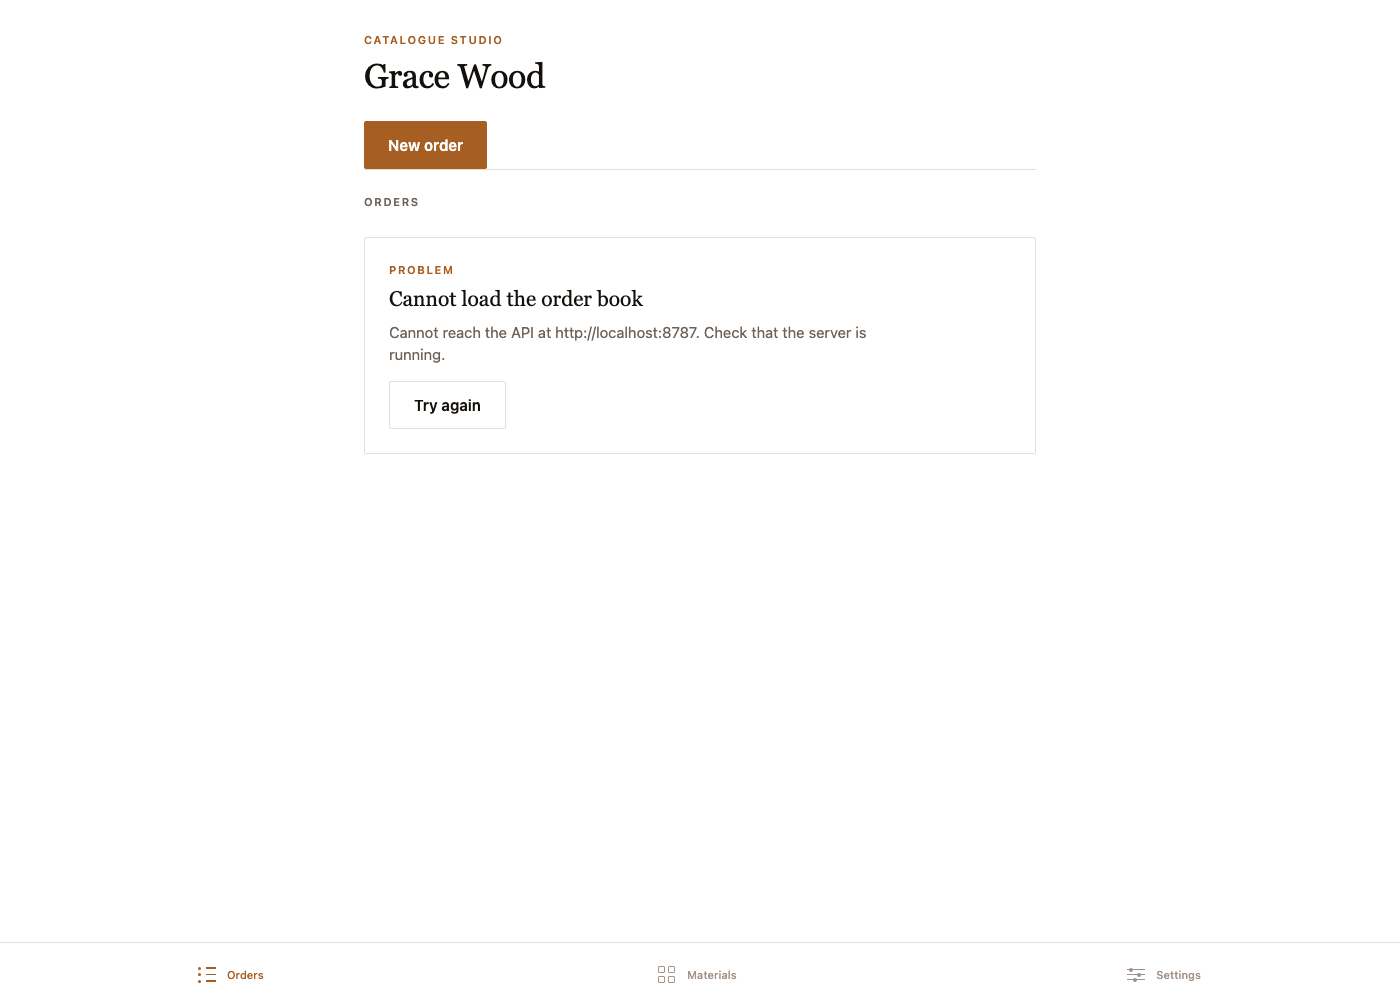 CATALOGUE STUDIO
Grace Wood
New order
ORDERS
PROBLEM
Cannot load the order book
Cannot reach the API at http://localhost:8787. Check that the server is
running.
Try again
Orders
Materials
Settings